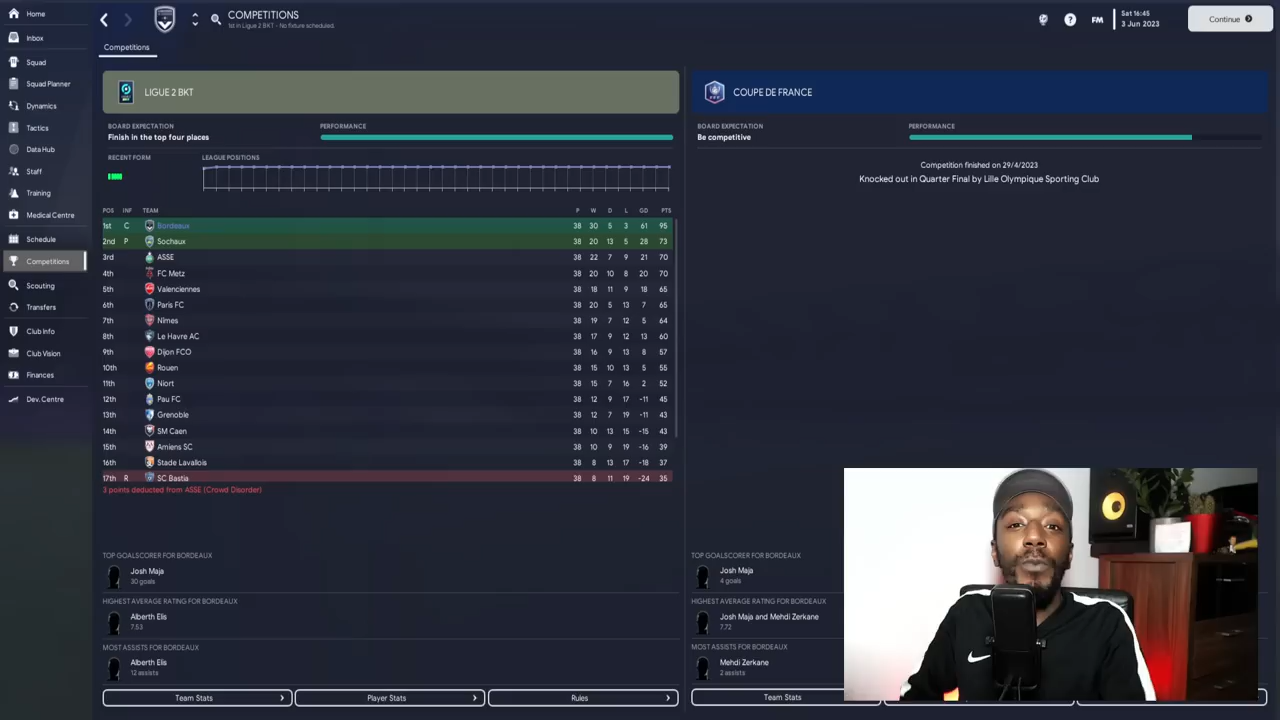 Home
Inbox
Squad
Squad Planner
Dynamics
Tactics
Data Hub
Staff
Training
Medical Centre
Schedule
Competitions
Scouting
Transfers
Club Info
Club Vision
Finances
Dev. Centre
COMPETITIONS
1st in Ligue 2 BKT - No fixture scheduled.
FM
Sat 16:45
3 Jun 2023
Continue
Competitions
LIGUE 2 BKT
BOARD EXPECTATION PERFORMANCE
Finish in the top four places
RECENT FORM LEAGUE POSITIONS
POS INF TEAM P W D L GD PTS
1st C Bordeaux 38 30 5 3 61 95
2nd P Sochaux 38 20 13 5 28 73
3rd ASSE 38 22 7 9 21 70
4th FC Metz 38 20 10 8 20 70
5th Valenciennes 38 18 11 9 18 65
6th Paris FC 38 20 5 13 7 65
7th Nîmes 38 19 7 12 5 64
8th Le Havre AC 38 17 9 12 13 60
9th Dijon FCO 38 16 9 13 8 57
10th Rouen 38 15 10 13 5 55
11th Niort 38 15 7 16 2 52
12th Pau FC 38 12 9 17 -11 45
13th Grenoble 38 12 7 19 -11 43
14th SM Caen 38 10 13 15 -15 43
15th Amiens SC 38 10 9 19 -16 39
16th Stade Lavallois 38 8 13 17 -18 37
17th R SC Bastia 38 8 11 19 -24 35
3 points deducted from ASSE (Crowd Disorder)
TOP GOALSCORER FOR BORDEAUX
Josh Maja
30 goals
HIGHEST AVERAGE RATING FOR BORDEAUX
Alberth Elis
7.53
MOST ASSISTS FOR BORDEAUX
Alberth Elis
12 assists
Team Stats
Player Stats
Rules
COUPE DE FRANCE
BOARD EXPECTATION PERFORMANCE
Be competitive
Competition finished on 29/4/2023
Knocked out in Quarter Final by Lille Olympique Sporting Club
TOP GOALSCORER FOR BORDEAUX
Josh Maja
4 goals
HIGHEST AVERAGE RATING FOR BORDEAUX
Josh Maja and Mehdi Zerkane
7.72
MOST ASSISTS FOR BORDEAUX
Mehdi Zerkane
2 assists
Team Stats